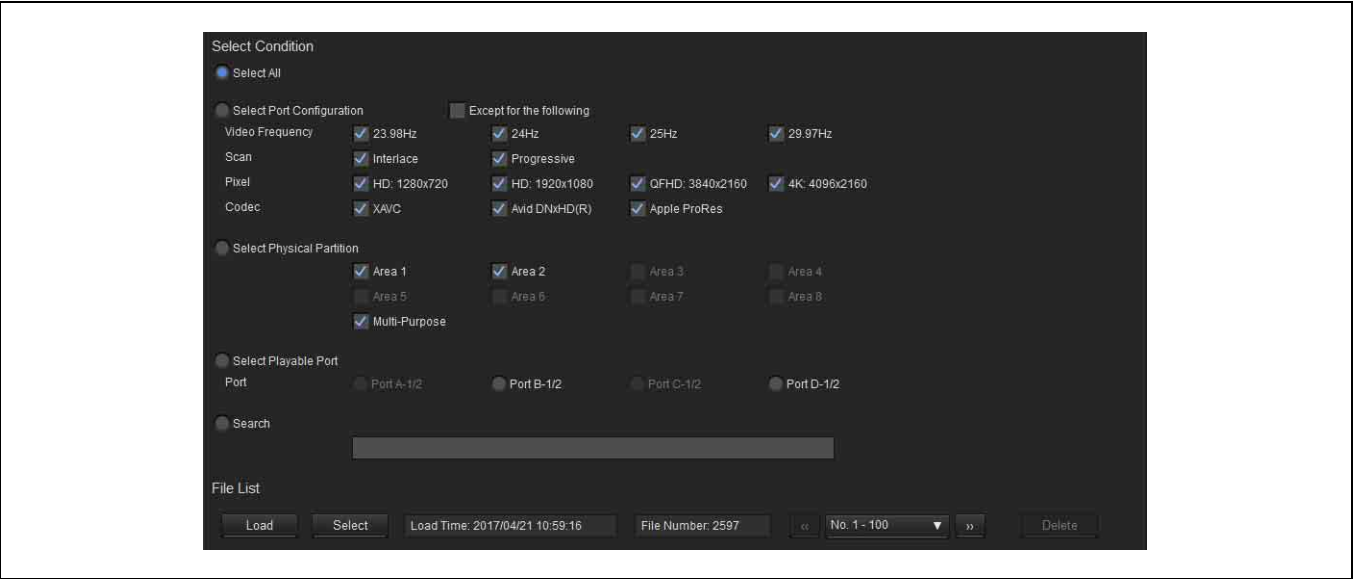 Select Condition
Select All
Select Port Configuration Except for the following
Video Frequency 23.98Hz 24Hz 25Hz 29.97Hz
Scan Interlace Progressive
Pixel HD: 1280x720 HD: 1920x1080 QFHD: 3840x2160 4K: 4096x2160
Codec XAVC Avid DNxHD(R) Apple ProRes
Select Physical Partition
Area 1 Area 2 Area 3 Area 4
Area 5 Area 6 Area 7 Area 8
Multi-Purpose
Select Playable Port
Port Port A-1/2 Port B-1/2 Port C-1/2 Port D-1/2
Search
File List
Load Select Load Time: 2017/04/21 10:59:16 File Number: 2597 « No. 1 - 100 ▼ » Delete